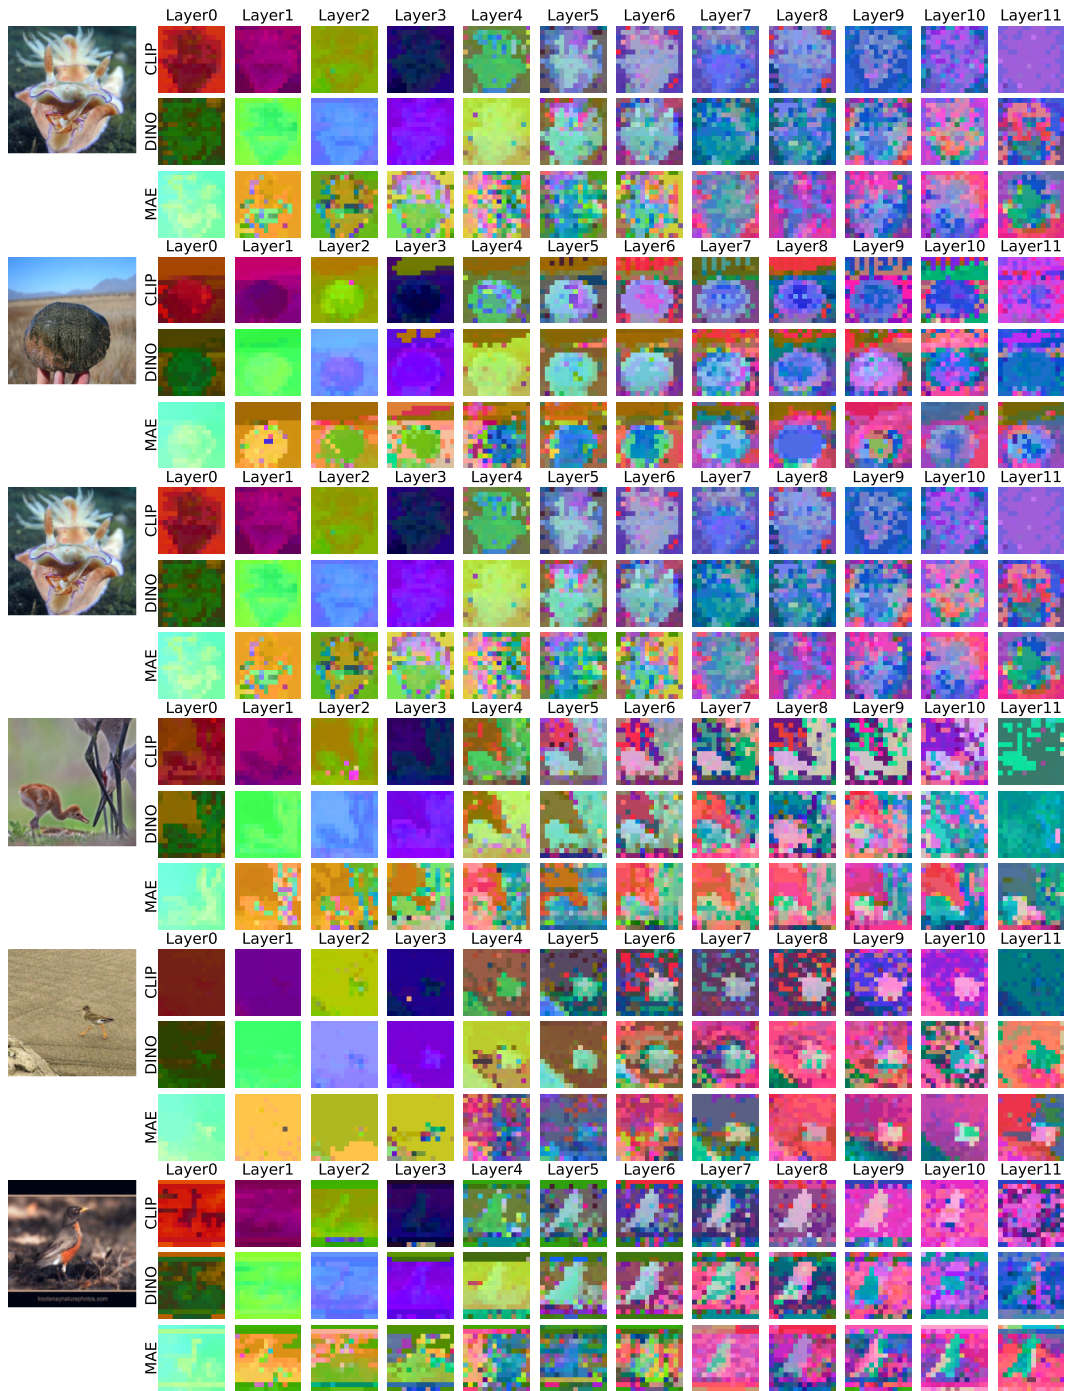 Layer0 Layer1 Layer2 Layer3 Layer4 Layer5 Layer6 Layer7 Layer8 Layer9 Layer10 Layer11
CLIP
DINO
MAE
Layer0 Layer1 Layer2 Layer3 Layer4 Layer5 Layer6 Layer7 Layer8 Layer9 Layer10 Layer11
CLIP
DINO
MAE
Layer0 Layer1 Layer2 Layer3 Layer4 Layer5 Layer6 Layer7 Layer8 Layer9 Layer10 Layer11
CLIP
DINO
MAE
Layer0 Layer1 Layer2 Layer3 Layer4 Layer5 Layer6 Layer7 Layer8 Layer9 Layer10 Layer11
CLIP
DINO
MAE
Layer0 Layer1 Layer2 Layer3 Layer4 Layer5 Layer6 Layer7 Layer8 Layer9 Layer10 Layer11
CLIP
DINO
MAE
Layer0 Layer1 Layer2 Layer3 Layer4 Layer5 Layer6 Layer7 Layer8 Layer9 Layer10 Layer11
CLIP
DINO
kootenaynaturephotos.com
MAE